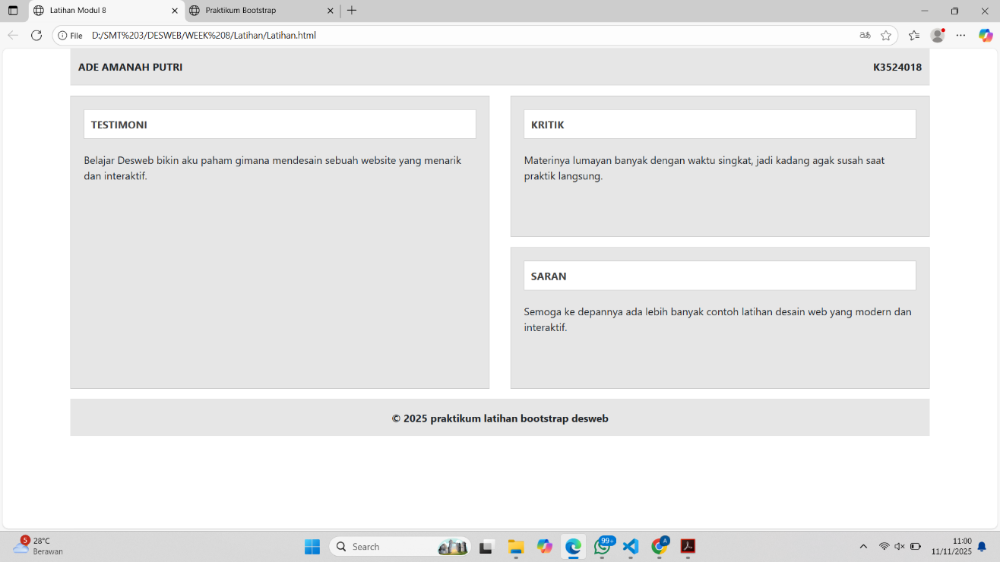 Latihan Modul 8
Praktikum Bootstrap
File
D:/SMT%203/DESWEB/WEEK%208/Latihan/Latihan.html
ADE AMANAH PUTRI
K3524018
TESTIMONI
Belajar Desweb bikin aku paham gimana mendesain sebuah website yang menarik
dan interaktif.
KRITIK
Materinya lumayan banyak dengan waktu singkat, jadi kadang agak susah saat
praktik langsung.
SARAN
Semoga ke depannya ada lebih banyak contoh latihan desain web yang modern dan
interaktif.
© 2025 praktikum latihan bootstrap desweb
5
28°C
Berawan
Search
99+
A
11:00
11/11/2025